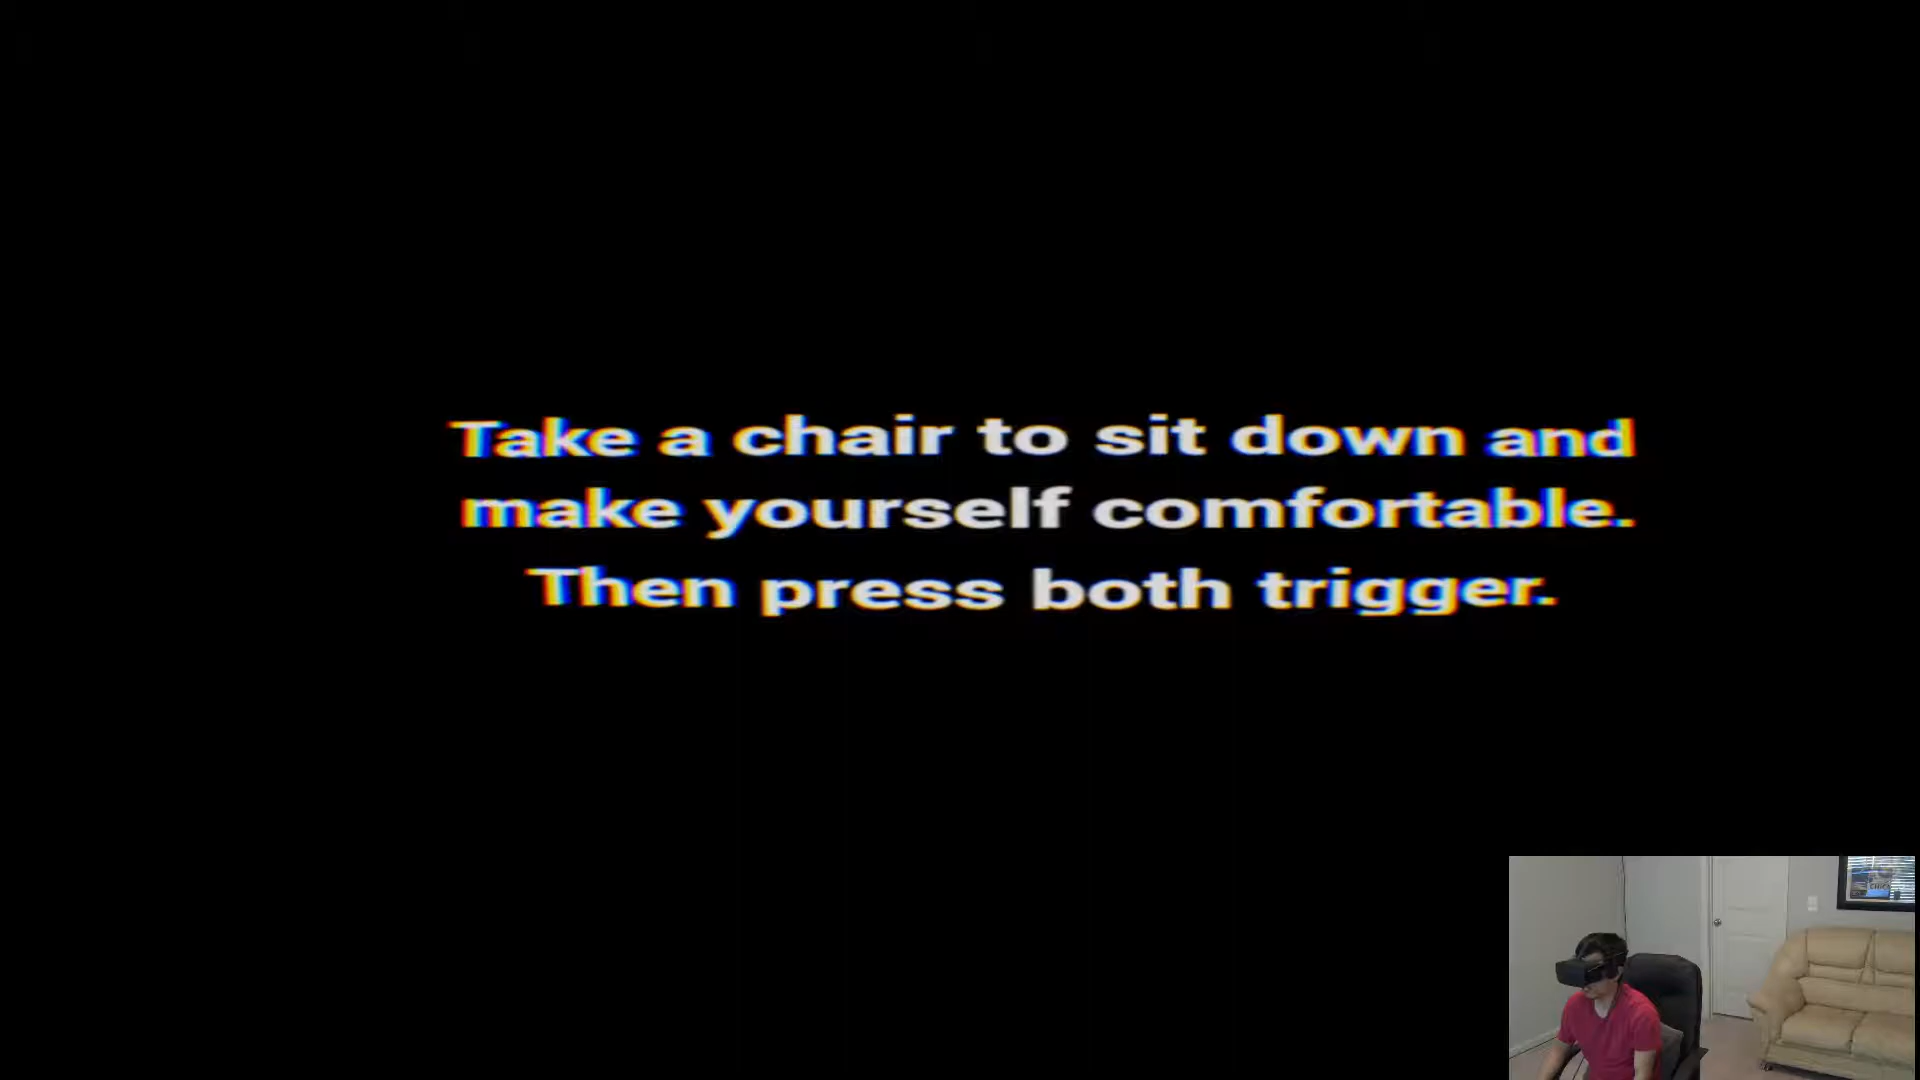 Take a chair to sit down and
make yourself comfortable.
Then press both trigger.